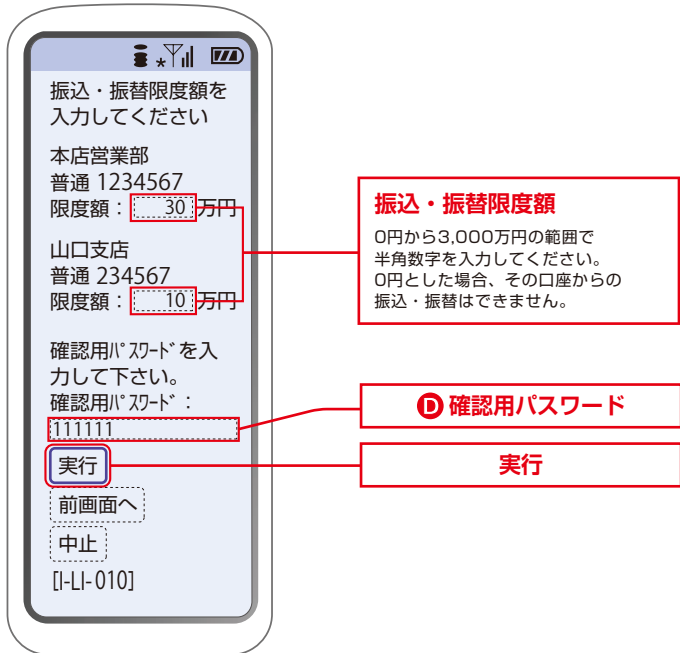 振込・振替限度額を
入力してください
本店営業部
普通 1234567
限度額： 30 万円
山口支店
普通 234567
限度額： 10 万円
確認用ﾊﾟｽﾜｰﾄﾞを入
力して下さい。
確認用ﾊﾟｽﾜｰﾄﾞ：
111111
実行
前画面へ
中止
[I-LI-010]
振込・振替限度額
0円から3,000万円の範囲で
半角数字を入力してください。
0円とした場合、その口座からの
振込・振替はできません。
D 確認用パスワード
実行